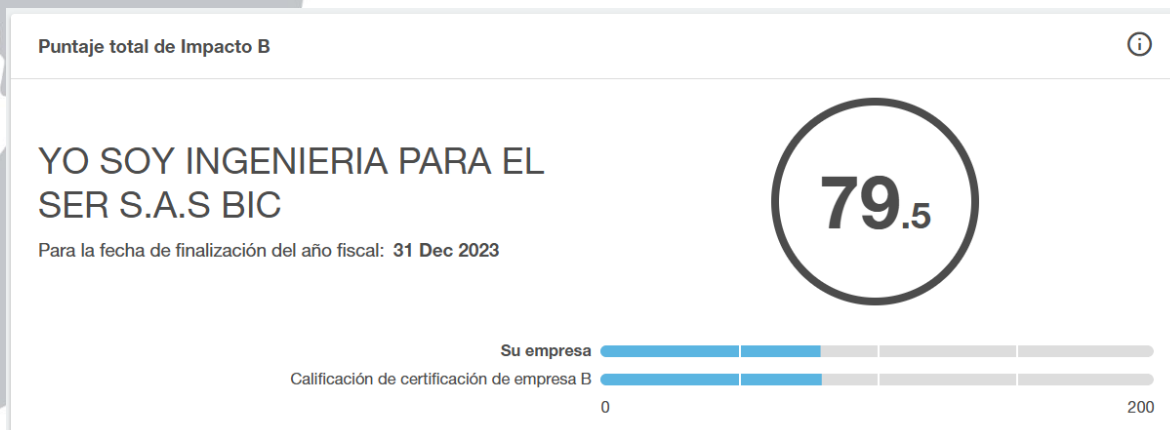 Puntaje total de Impacto B
YO SOY INGENIERIA PARA EL
SER S.A.S BIC
Para la fecha de finalización del año fiscal: 31 Dec 2023
79.5
Su empresa
Calificación de certificación de empresa B
0 200